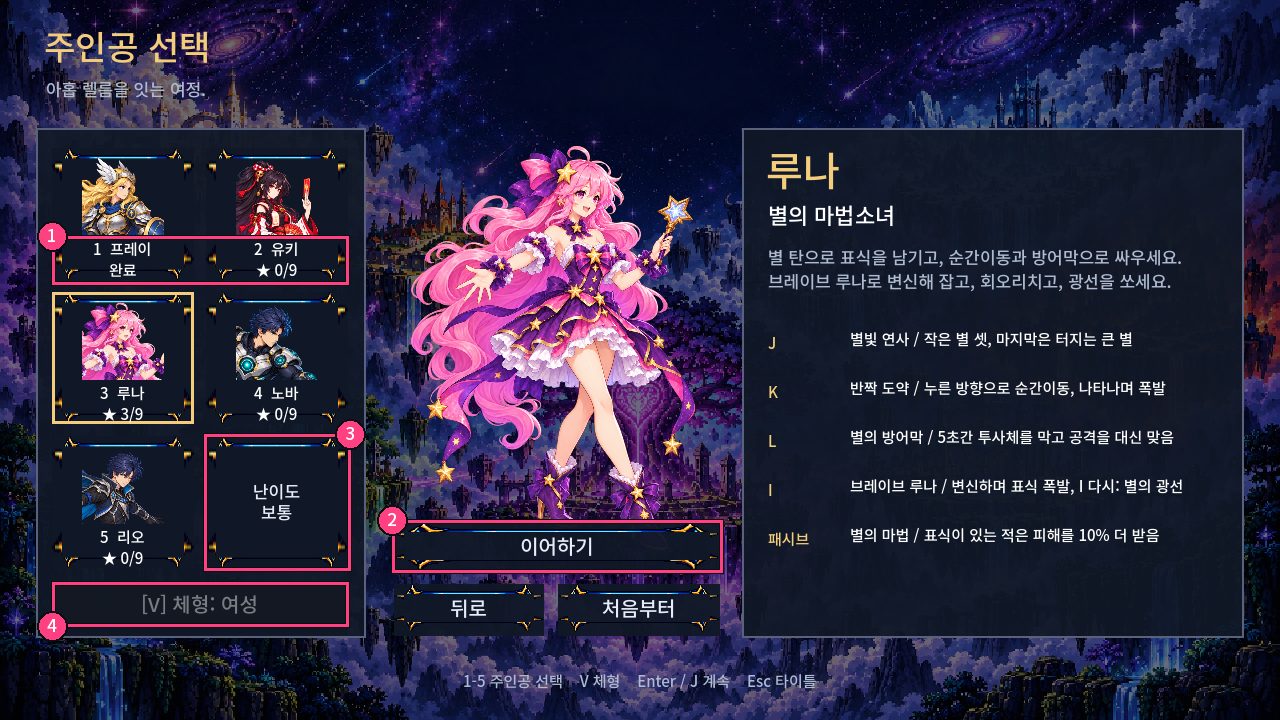 주인공 선택
아홉 렐름을 잇는 여정.
1
1 프레이
완료
2 유키
★ 0/9
3 루나
★ 3/9
4 노바
★ 0/9
3
5 리오
★ 0/9
난이도
보통
4
[V] 체형: 여성
2
이어하기
뒤로
처음부터
루나
별의 마법소녀
별 탄으로 표식을 남기고, 순간이동과 방어막으로 싸우세요.
브레이브 루나로 변신해 잡고, 회오리치고, 광선을 쏘세요.
J 별빛 연사 / 작은 별 셋, 마지막은 터지는 큰 별
K 반짝 도약 / 누른 방향으로 순간이동, 나타나며 폭발
L 별의 방어막 / 5초간 투사체를 막고 공격을 대신 맞음
I 브레이브 루나 / 변신하며 표식 폭발, I 다시: 별의 광선
패시브 별의 마법 / 표식이 있는 적은 피해를 10% 더 받음
1-5 주인공 선택 V 체형 Enter / J 계속 Esc 타이틀